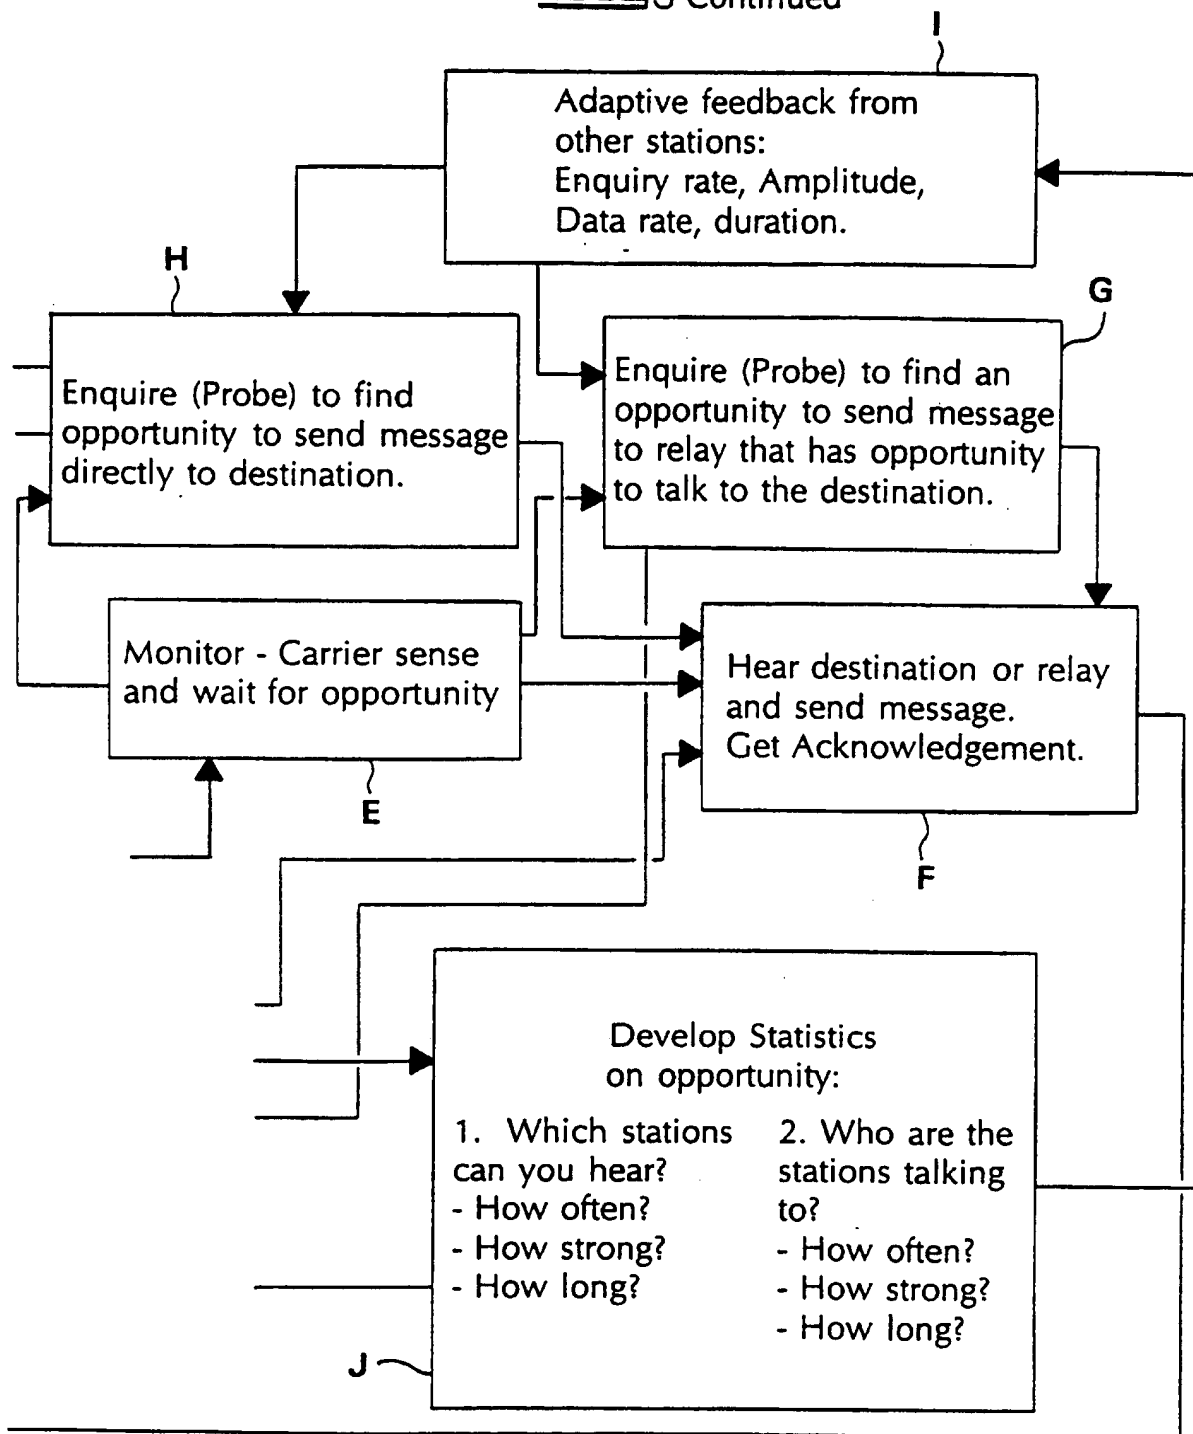 3 Continued
I
Adaptive feedback from
other stations:
Enquiry rate, Amplitude,
Data rate, duration.
H
G
Enquire (Probe) to find
opportunity to send message
directly to destination.
Enquire (Probe) to find an
opportunity to send message
to relay that has opportunity
to talk to the destination.
Monitor - Carrier sense
and wait for opportunity
E
Hear destination or relay
and send message.
Get Acknowledgement.
F
Develop Statistics
on opportunity:
1. Which stations
can you hear?
- How often?
- How strong?
- How long?
2. Who are the
stations talking
to?
- How often?
- How strong?
- How long?
J